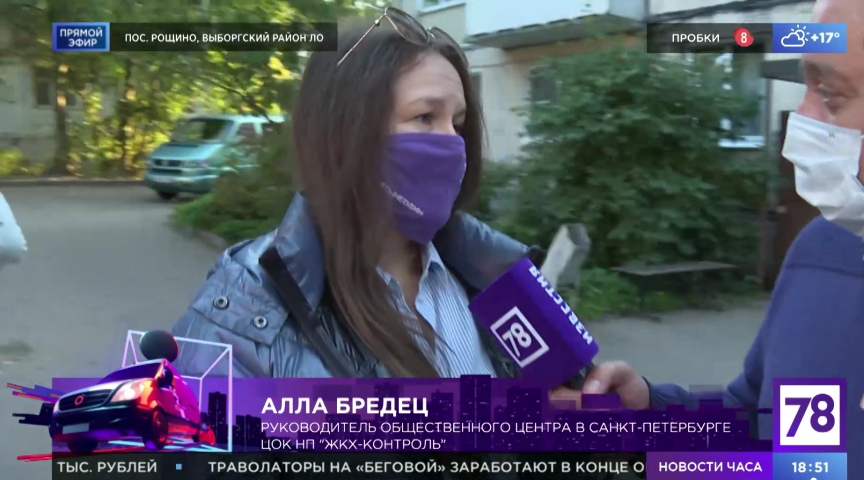 ПРЯМОЙ
ЭФИР
ПОС. РОЩИНО, ВЫБОРГСКИЙ РАЙОН ЛО
ПРОБКИ 8 +17°
78 ИЗВЕСТИЯ
АЛЛА БРЕДЕЦ
РУКОВОДИТЕЛЬ ОБЩЕСТВЕННОГО ЦЕНТРА В САНКТ-ПЕТЕРБУРГЕ
ЦОК НП "ЖКХ-КОНТРОЛЬ"
78
ТЫС. РУБЛЕЙ ▪ ТРАВОЛАТОРЫ НА «БЕГОВОЙ» ЗАРАБОТАЮТ В КОНЦЕ О
НОВОСТИ ЧАСА 18:51